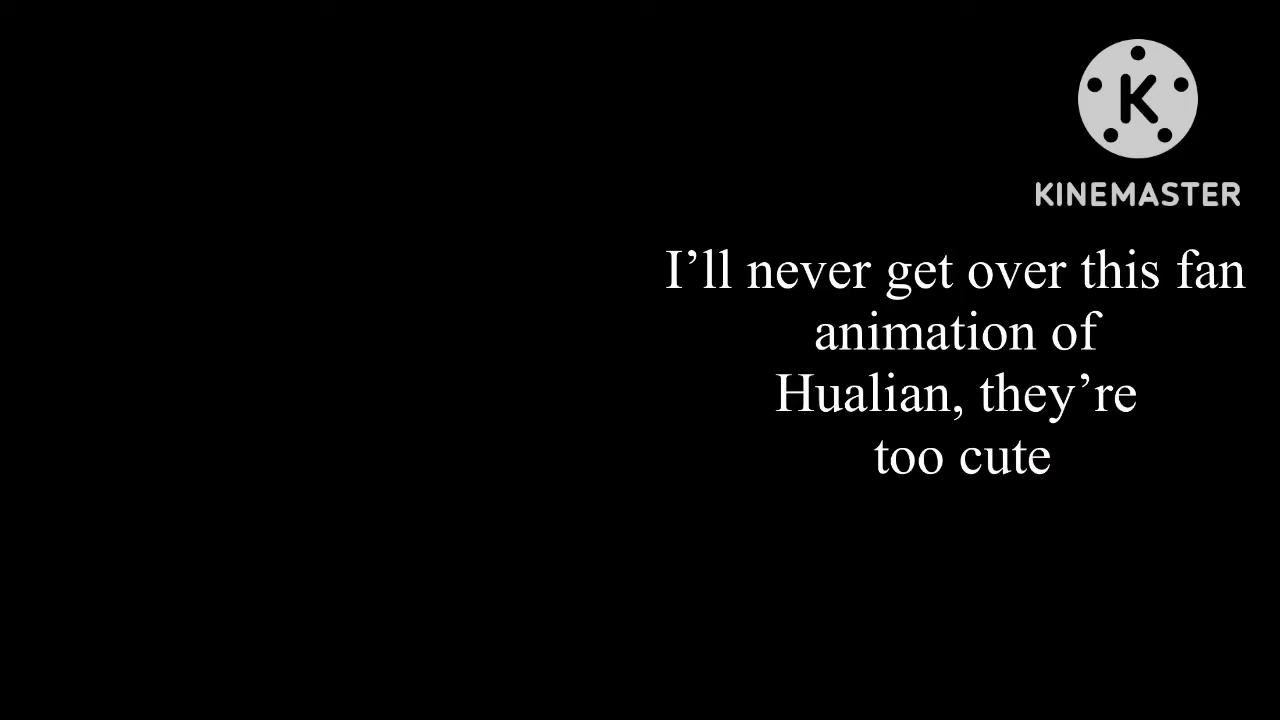 K
KINEMASTER
I’ll never get over this fan
animation of
Hualian, they’re
too cute